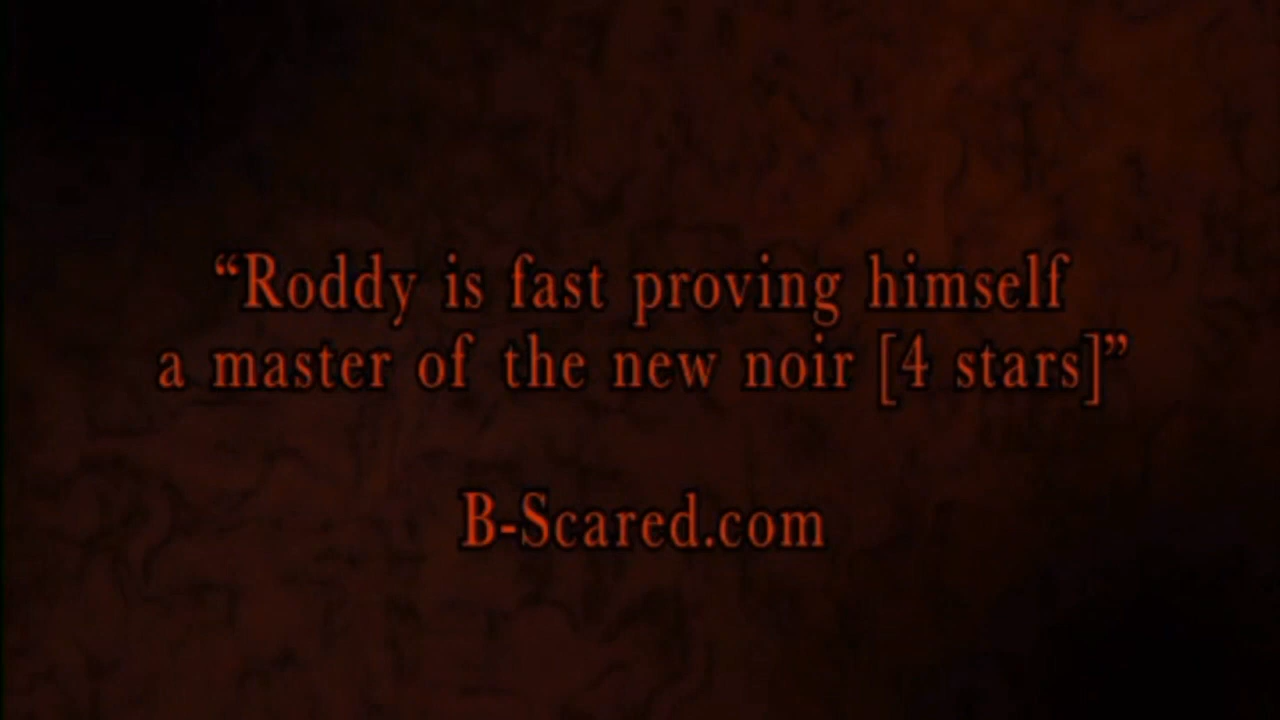 “Roddy is fast proving himself
a master of the new noir [4 stars]”
B-Scared.com